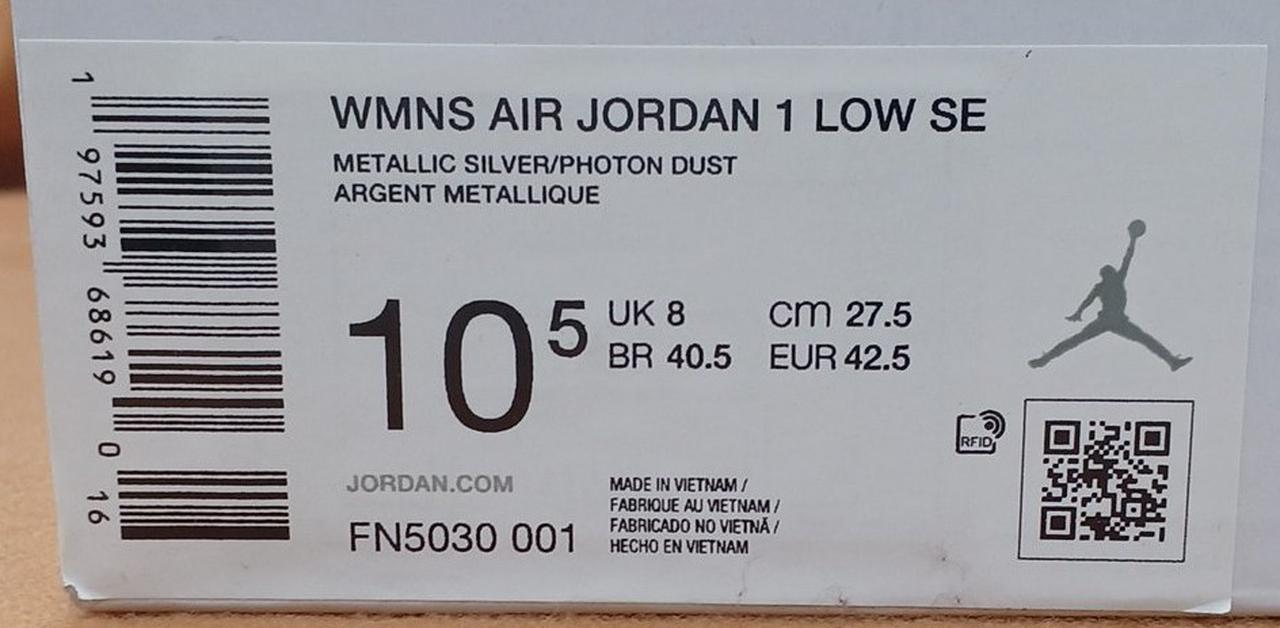 1 97593 68619 0 16
WMNS AIR JORDAN 1 LOW SE
METALLIC SILVER/PHOTON DUST
ARGENT METALLIQUE
10 5
UK 8 cm 27.5
BR 40.5 EUR 42.5
RFID
JORDAN.COM
FN5030 001
MADE IN VIETNAM /
FABRIQUE AU VIETNAM /
FABRICADO NO VIETNÃ /
HECHO EN VIETNAM